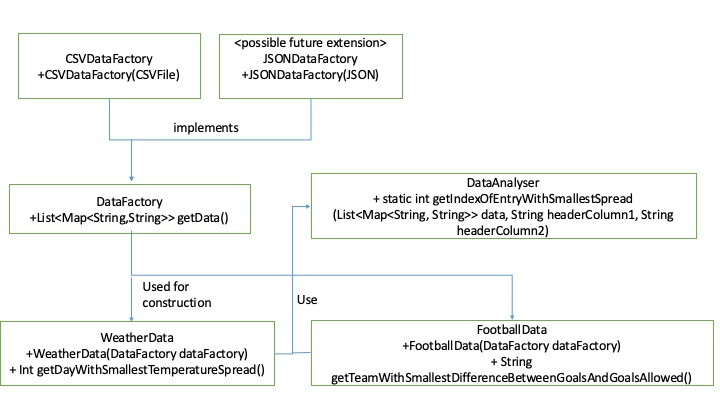 CSVDataFactory
+CSVDataFactory(CSVFile)
<possible future extension>
JSONDataFactory
+JSONDataFactory(JSON)
implements
DataFactory
+List<Map<String,String>> getData()
DataAnalyser
+ static int getIndexOfEntryWithSmallestSpread
(List<Map<String, String>> data, String headerColumn1, String
headerColumn2)
Used for
construction
Use
WeatherData
+WeatherData(DataFactory dataFactory)
+ Int getDayWithSmallestTemperatureSpread()
FootballData
+FootballData(DataFactory dataFactory)
+ String
getTeamWithSmallestDifferenceBetweenGoalsAndGoalsAllowed()